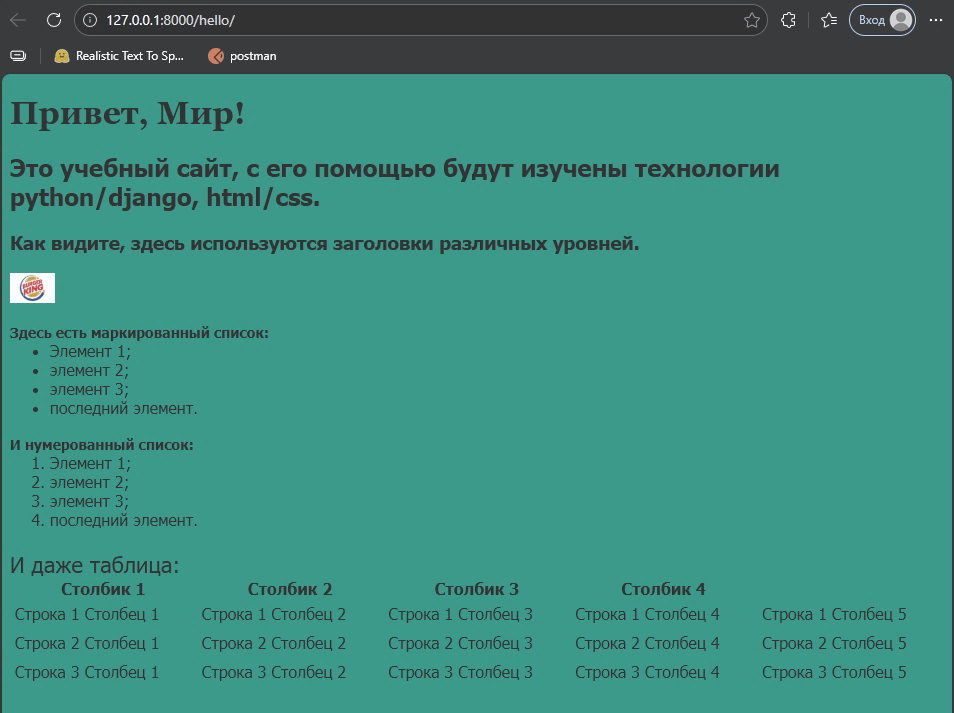 127.0.0.1:8000/hello/
Вход
Realistic Text To Sp... postman
Привет, Мир!
Это учебный сайт, с его помощью будут изучены технологии
python/django, html/css.
Как видите, здесь используются заголовки различных уровней.
BURGER
KING
Здесь есть маркированный список:
• Элемент 1;
• элемент 2;
• элемент 3;
• последний элемент.
И нумерованный список:
1. Элемент 1;
2. элемент 2;
3. элемент 3;
4. последний элемент.
И даже таблица:
Столбик 1 Столбик 2 Столбик 3 Столбик 4
Строка 1 Столбец 1 Строка 1 Столбец 2 Строка 1 Столбец 3 Строка 1 Столбец 4 Строка 1 Столбец 5
Строка 2 Столбец 1 Строка 2 Столбец 2 Строка 2 Столбец 3 Строка 2 Столбец 4 Строка 2 Столбец 5
Строка 3 Столбец 1 Строка 3 Столбец 2 Строка 3 Столбец 3 Строка 3 Столбец 4 Строка 3 Столбец 5